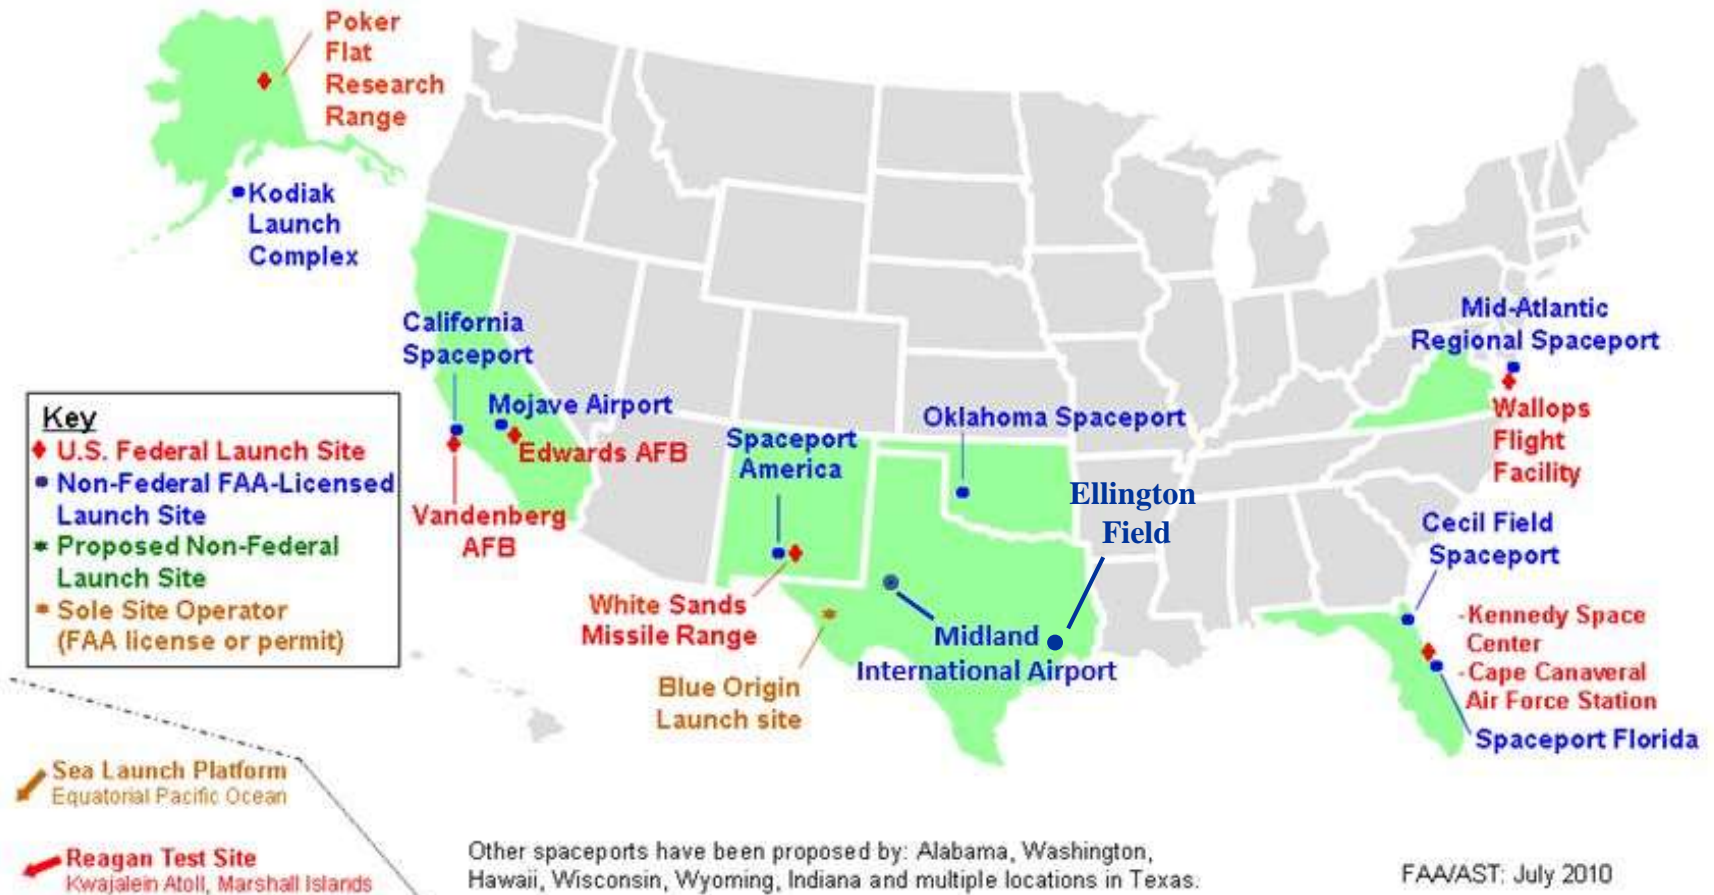 Poker
Flat
Research
Range
Kodiak
Launch
Complex
California
Spaceport
Mojave Airport
Edwards AFB
Vandenberg
AFB
Key
U.S. Federal Launch Site
Non-Federal FAA-Licensed
Launch Site
Proposed Non-Federal
Launch Site
Sole Site Operator
(FAA license or permit)
Spaceport
America
White Sands
Missile Range
Blue Origin
Launch site
Oklahoma Spaceport
Ellington
Field
Midland
International Airport
Mid-Atlantic
Regional Spaceport
Wallops
Flight
Facility
Cecil Field
Spaceport
-Kennedy Space
Center
-Cape Canaveral
Air Force Station
Spaceport Florida
Sea Launch Platform
Equatorial Pacific Ocean
Reagan Test Site
Kwajalein Atoll, Marshall Islands
Other spaceports have been proposed by: Alabama, Washington,
Hawaii, Wisconsin, Wyoming, Indiana and multiple locations in Texas.
FAA/AST: July 2010